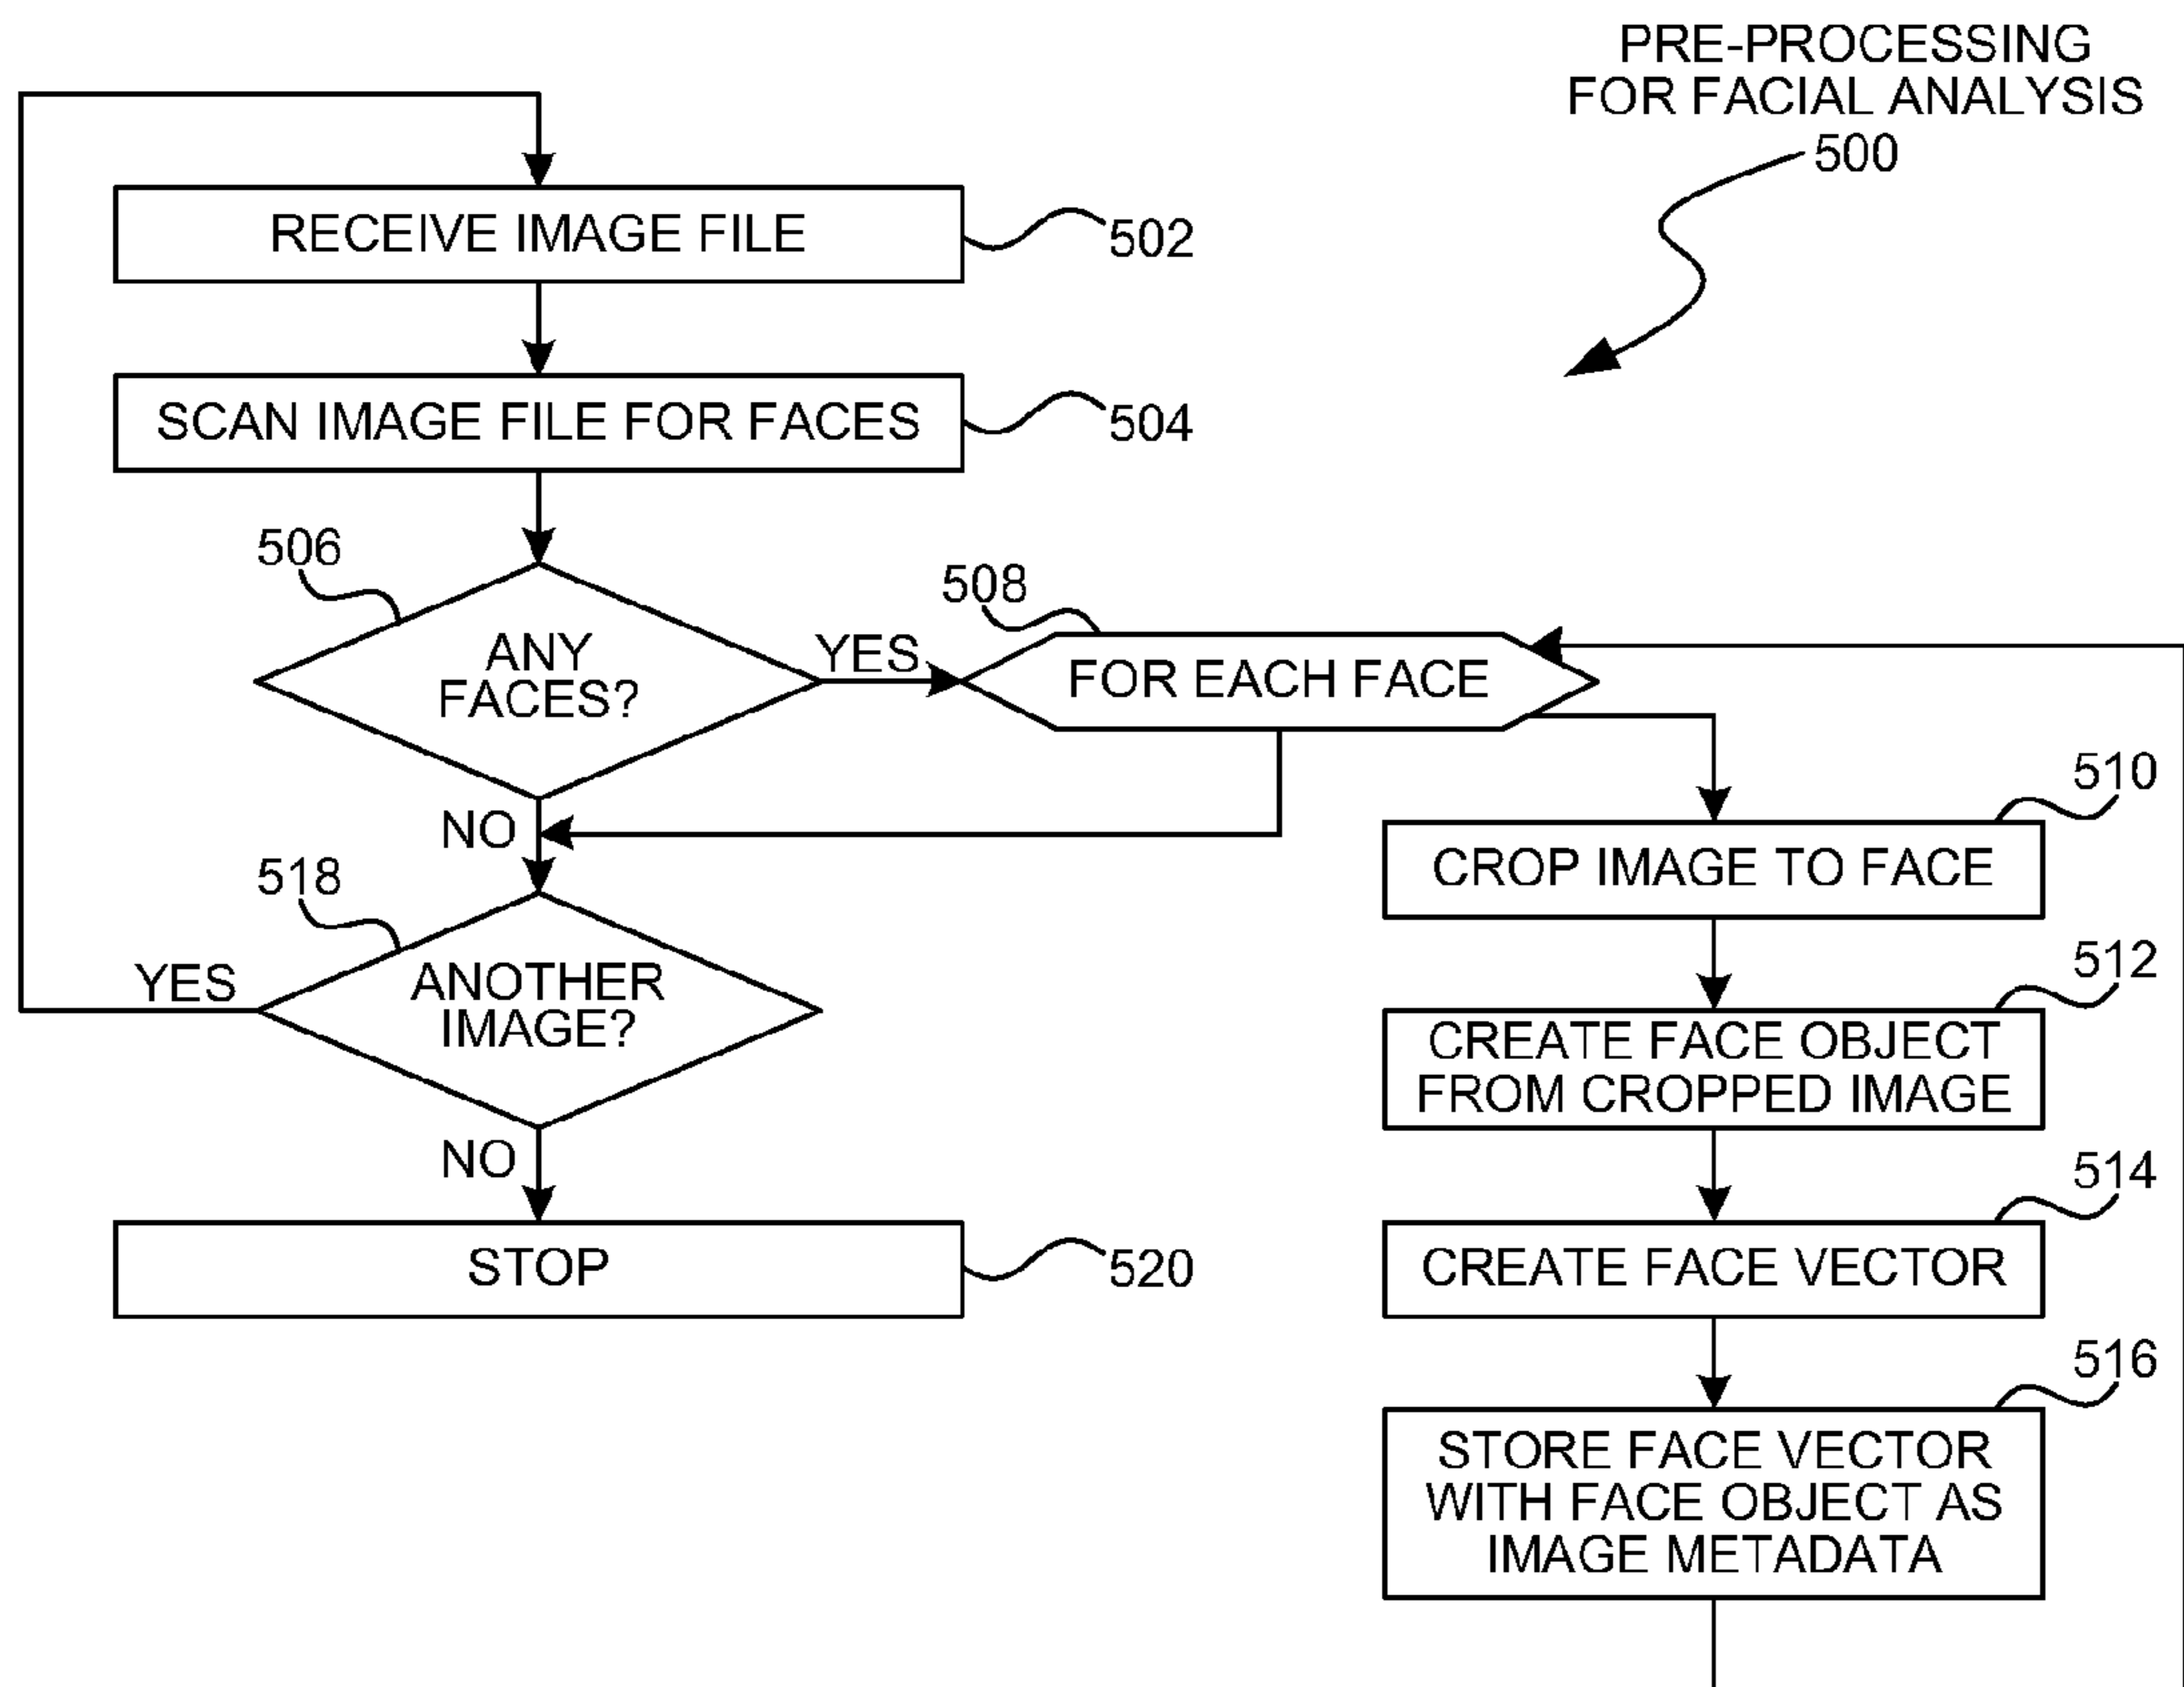 PRE-PROCESSING
FOR FACIAL ANALYSIS
500
RECEIVE IMAGE FILE
502
SCAN IMAGE FILE FOR FACES
504
506
ANY
FACES?
YES
508
FOR EACH FACE
NO
510
CROP IMAGE TO FACE
512
CREATE FACE OBJECT
FROM CROPPED IMAGE
514
CREATE FACE VECTOR
516
STORE FACE VECTOR
WITH FACE OBJECT AS
IMAGE METADATA
518
ANOTHER
IMAGE?
YES
NO
STOP
520